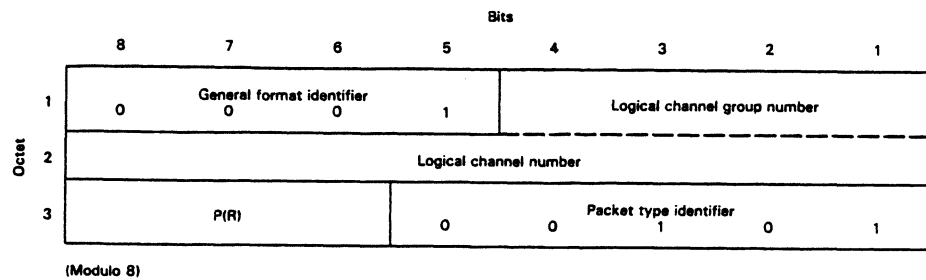 Bits
8 7 6 5 4 3 2 1
Octet
1
General format identifier
0 0 0 1
Logical channel group number
2
Logical channel number
3
P(R)
Packet type identifier
0 0 1 0 1
(Modulo 8)